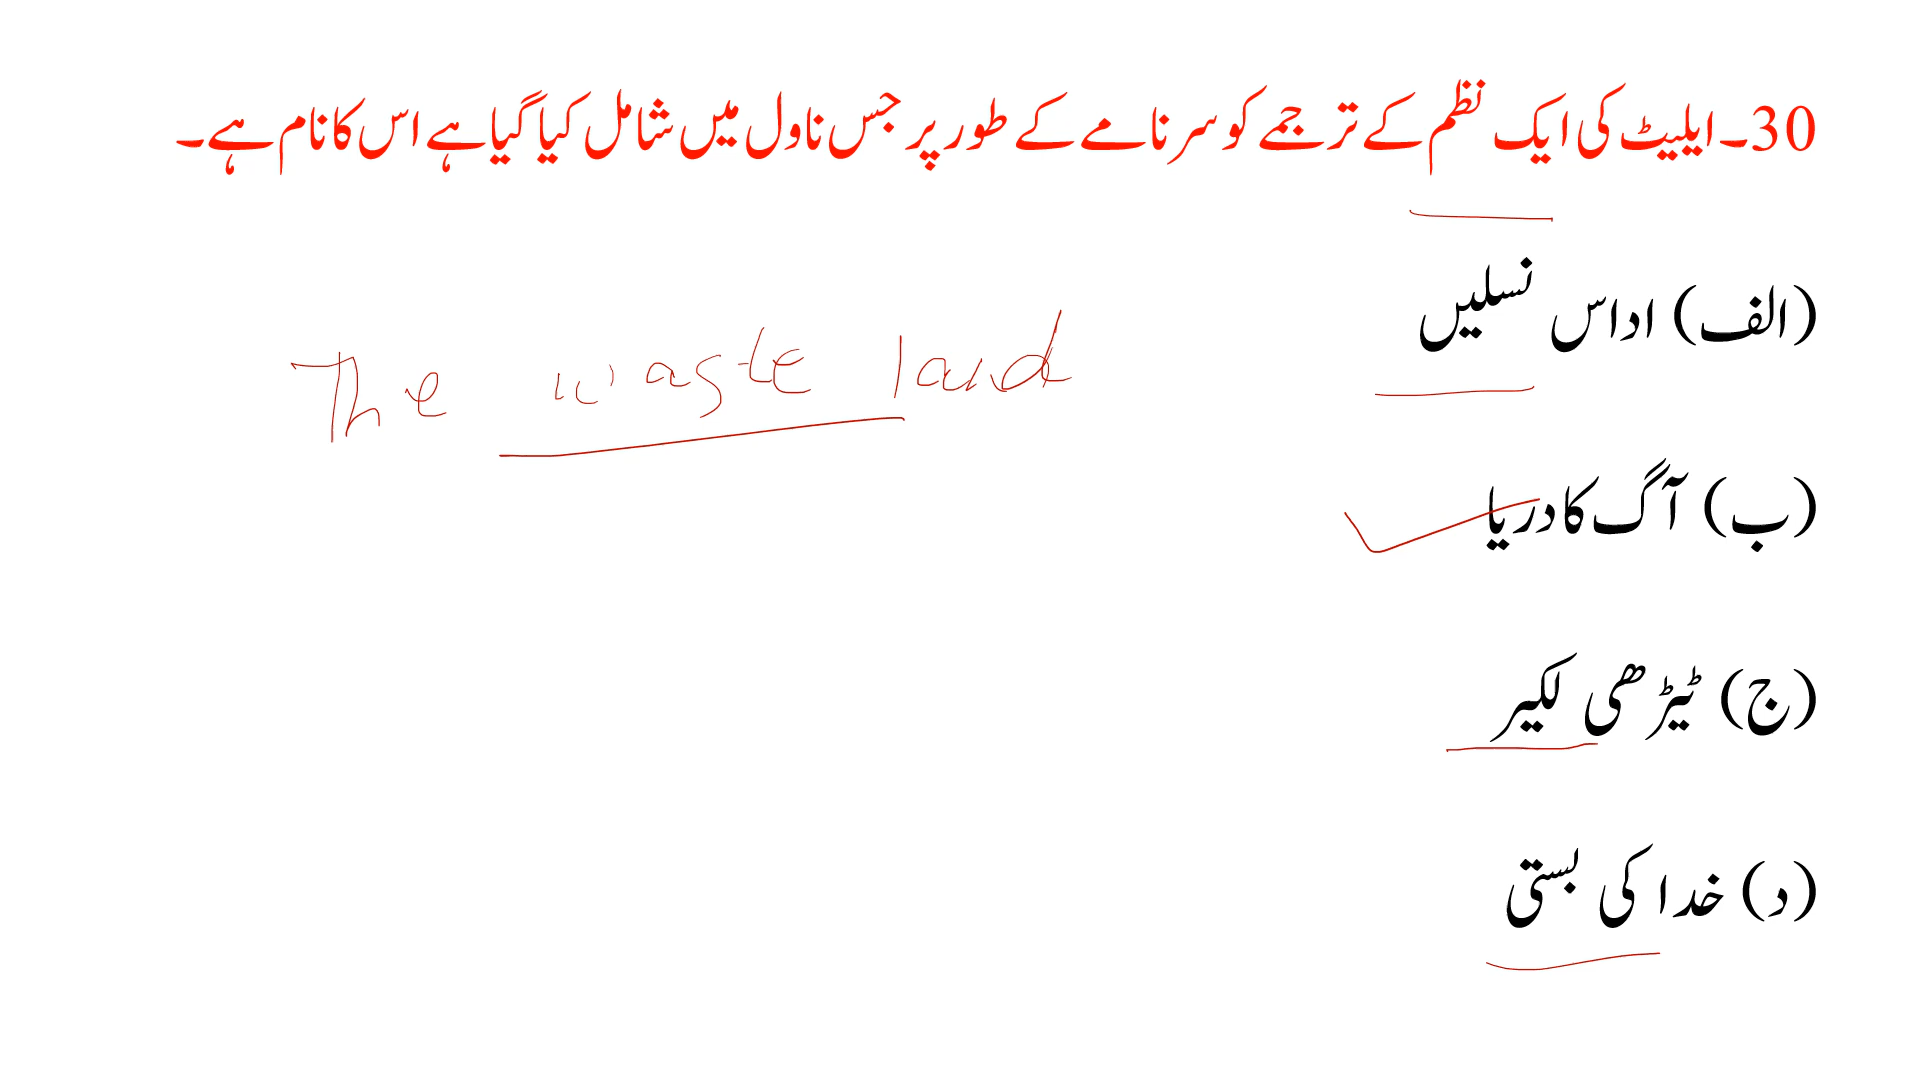 30۔ایلیٹ کی ایک نظم کے ترجمے کو سرنامے کے طور پر جس ناول میں شامل کیا گیا ہے اس کا نام ہے۔
(الف) اداس نسلیں
The waste land
(ب) آگ کا دریا
(ج) ٹیڑھی لکیر
(د) خدا کی بستی